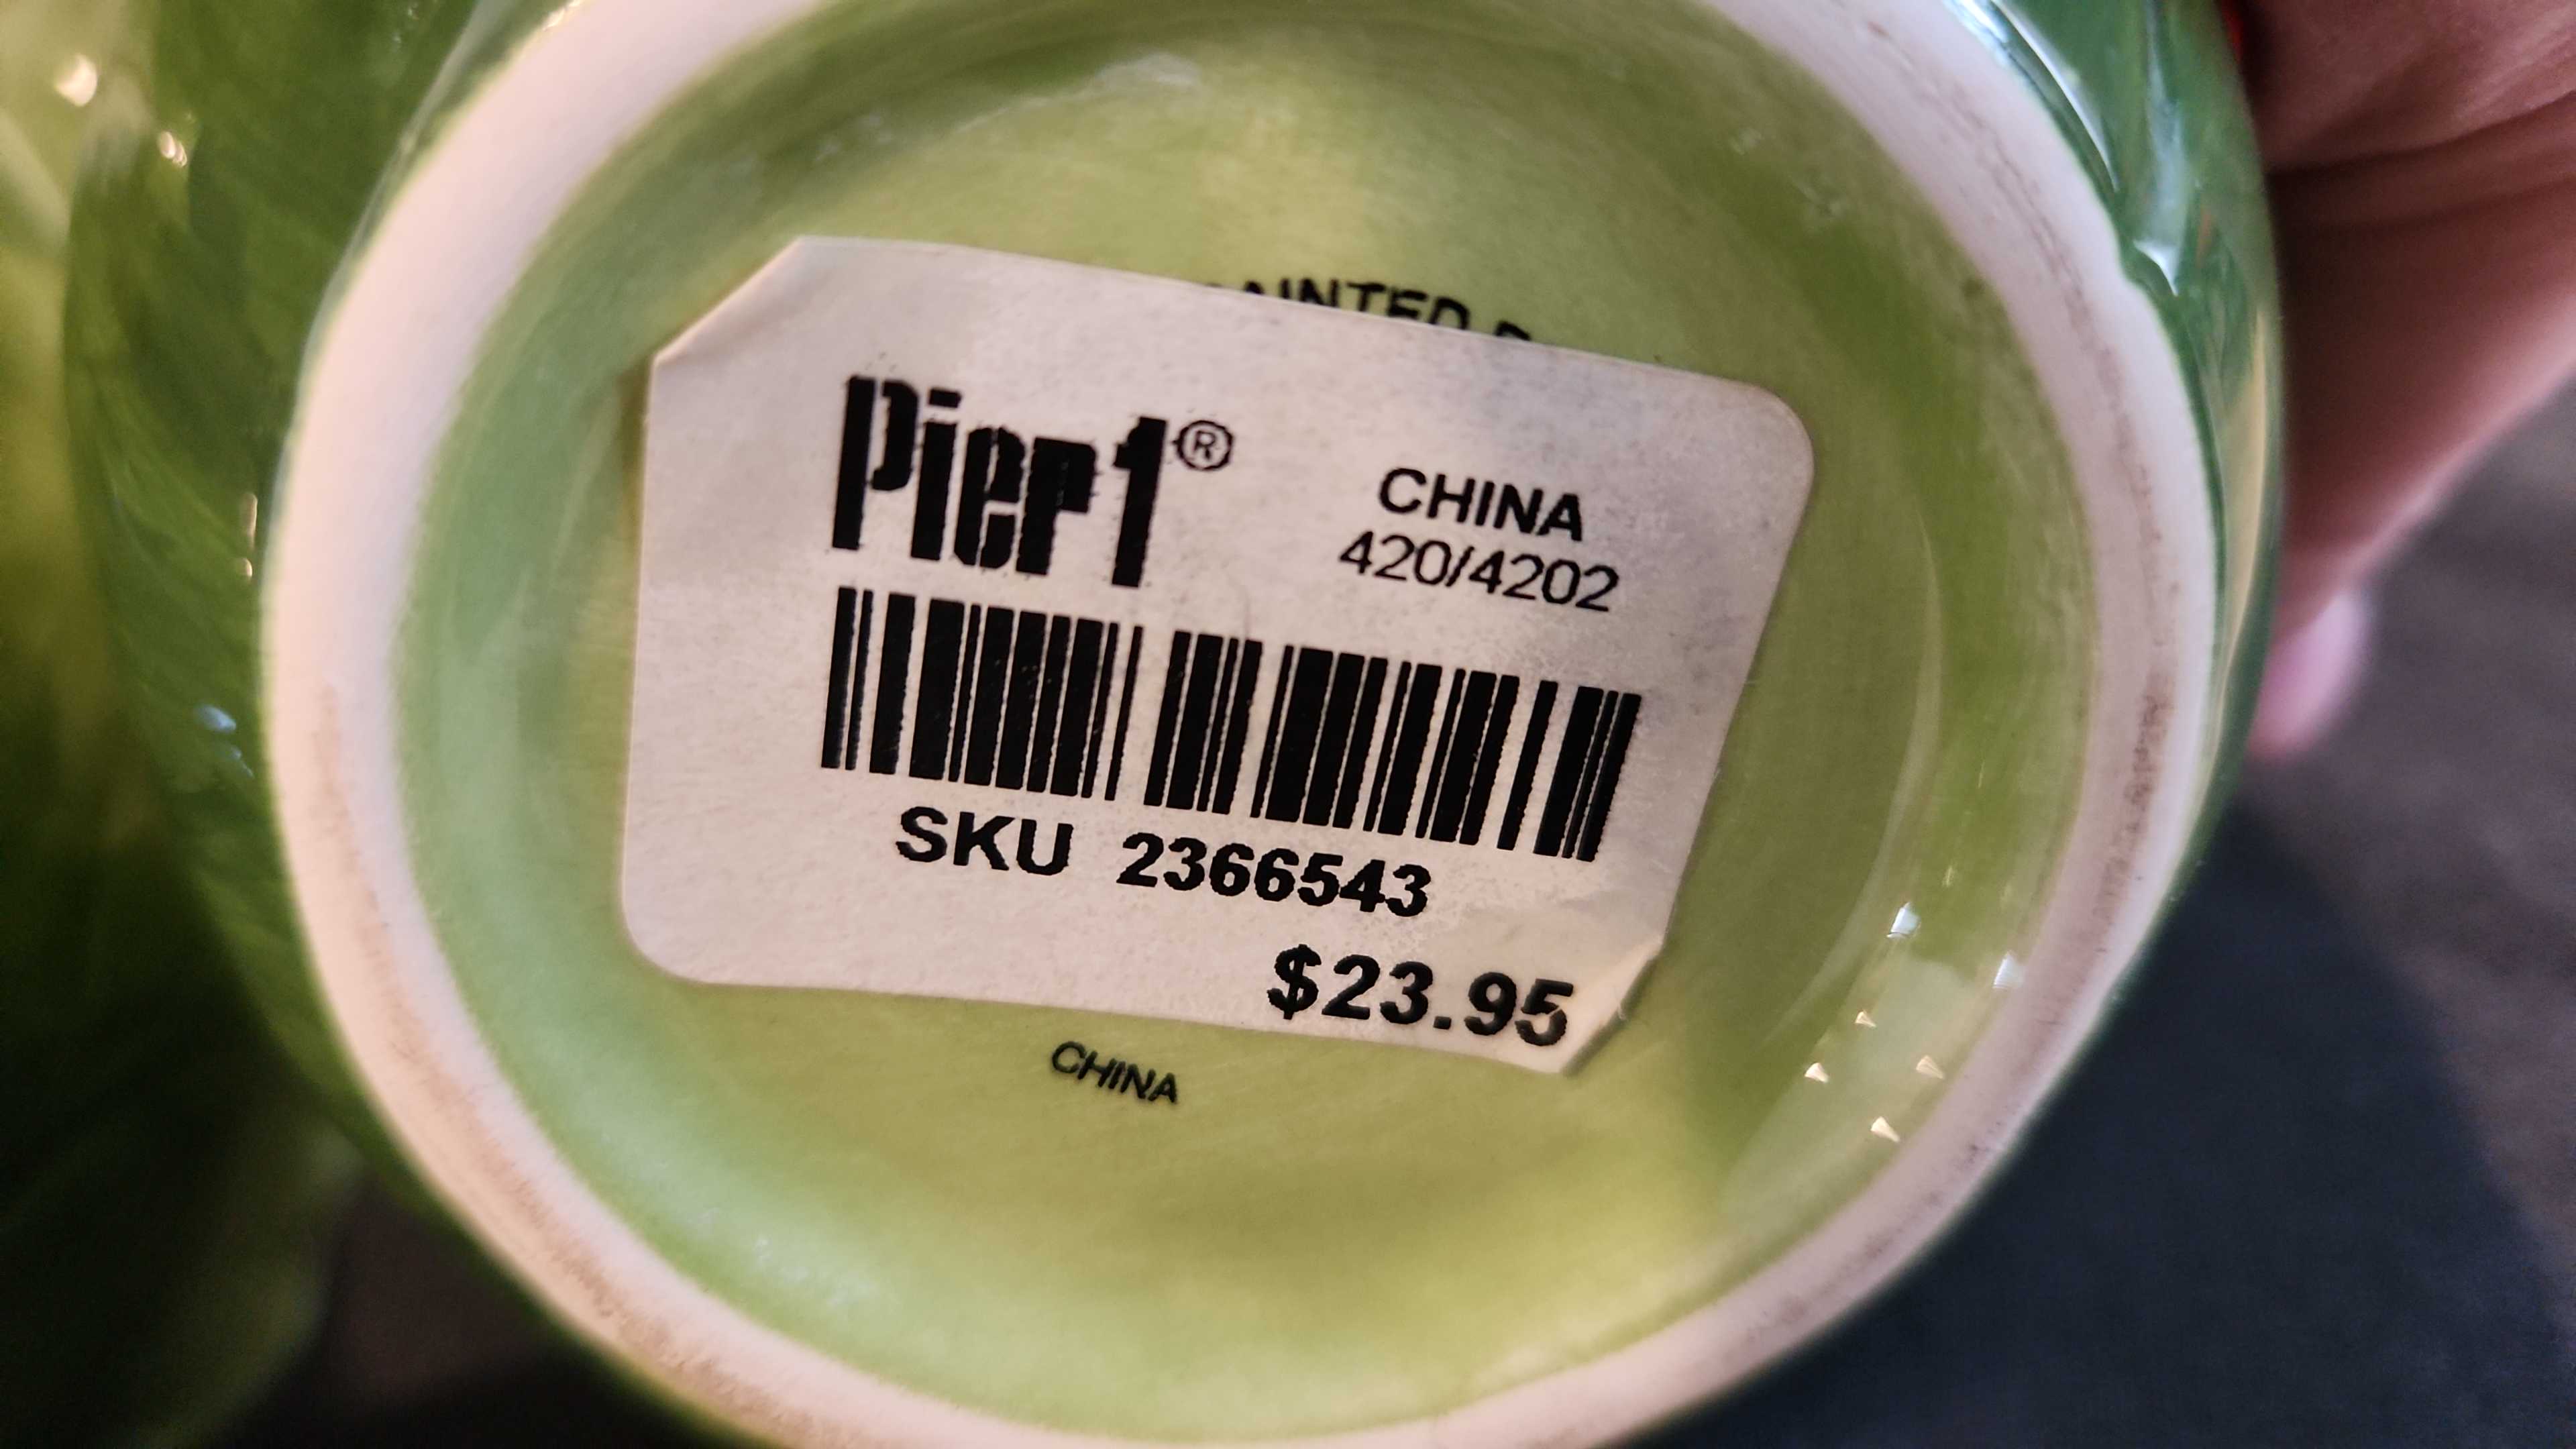 Pier 1®
CHINA
420/4202
SKU 2366543
$23.95
CHINA